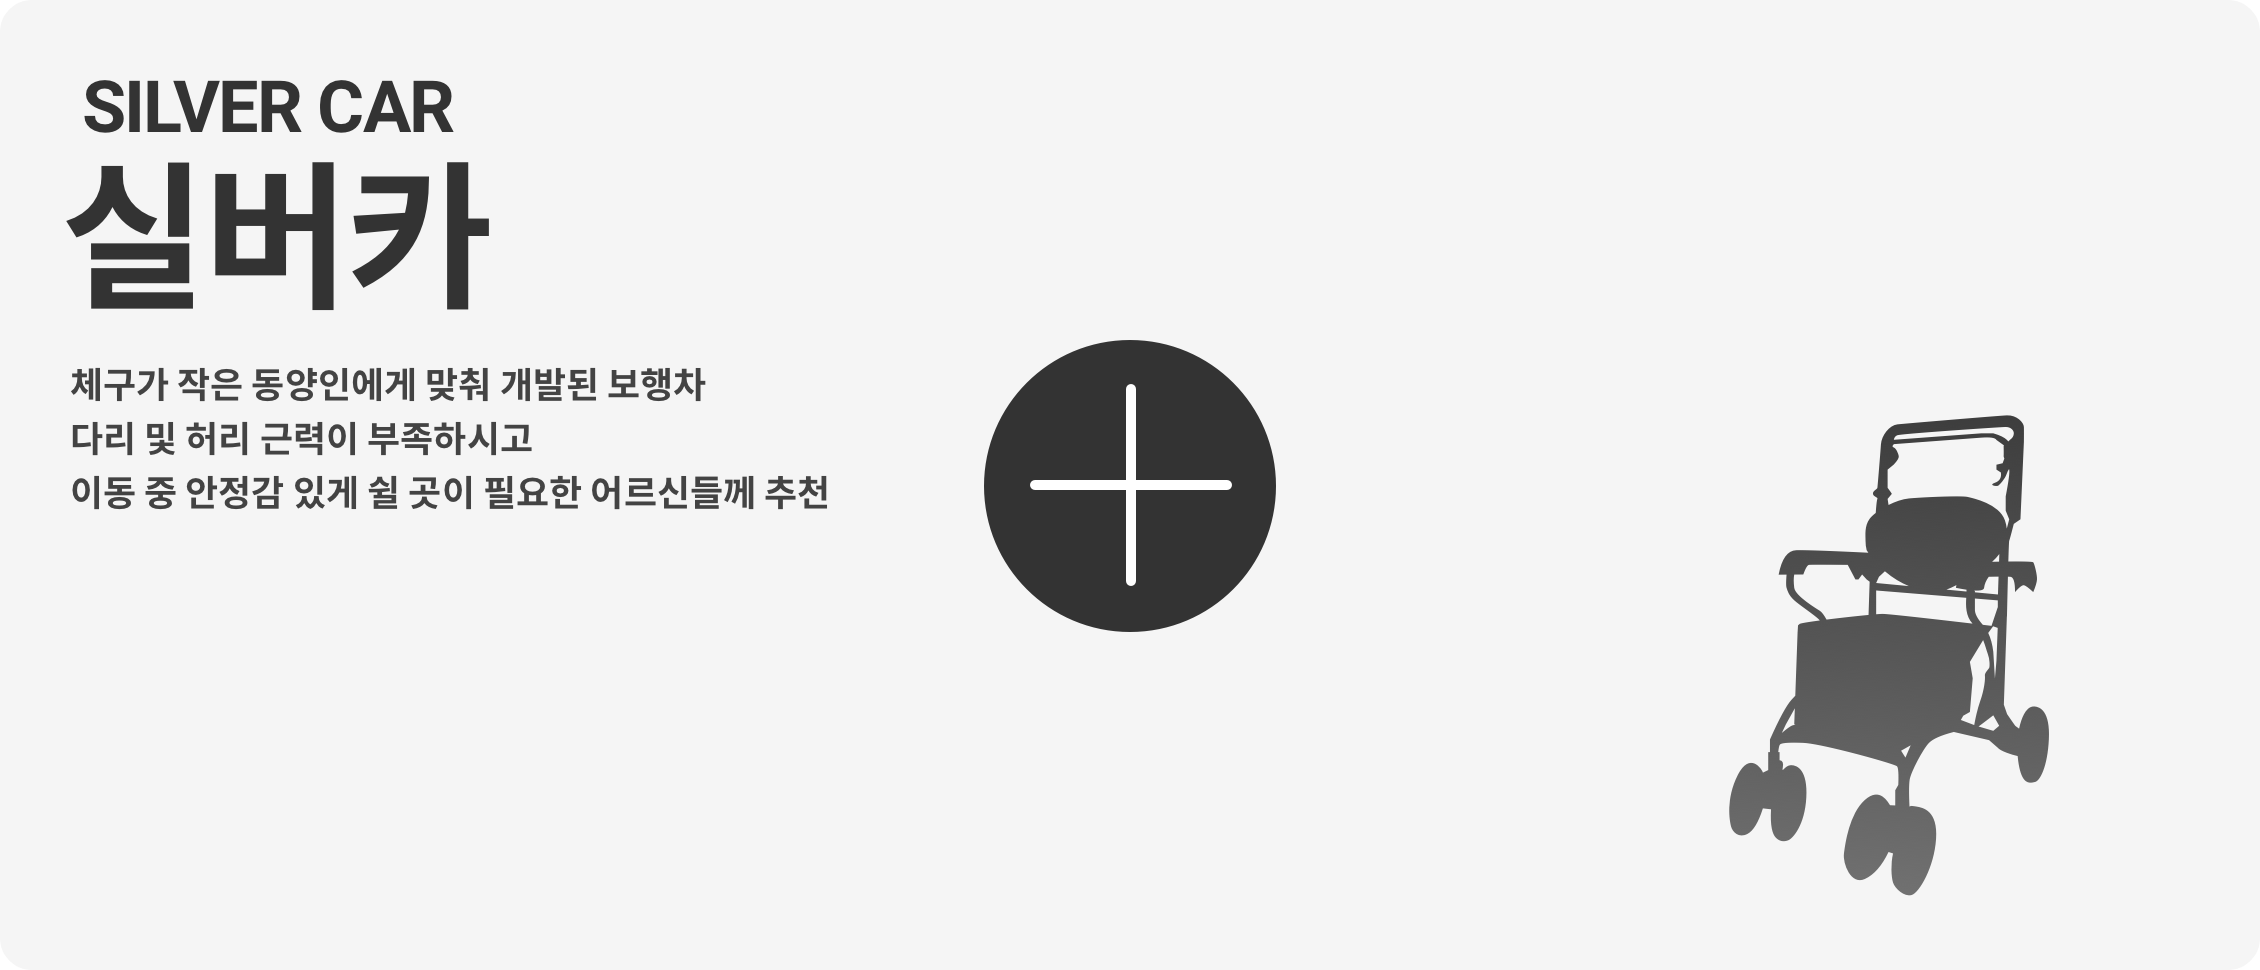 SILVER CAR
실버카
체구가 작은 동양인에게 맞춰 개발된 보행차
다리 및 허리 근력이 부족하시고
이동 중 안정감 있게 쉴 곳이 필요한 어르신들께 추천